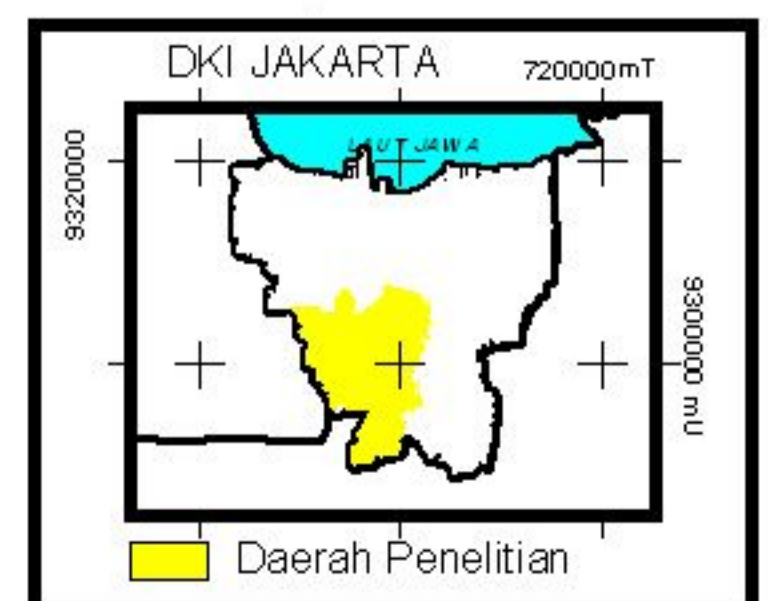 DKI JAKARTA
720000mT
LAUT JAWA
9320000
9300000 mU
Daerah Penelitian